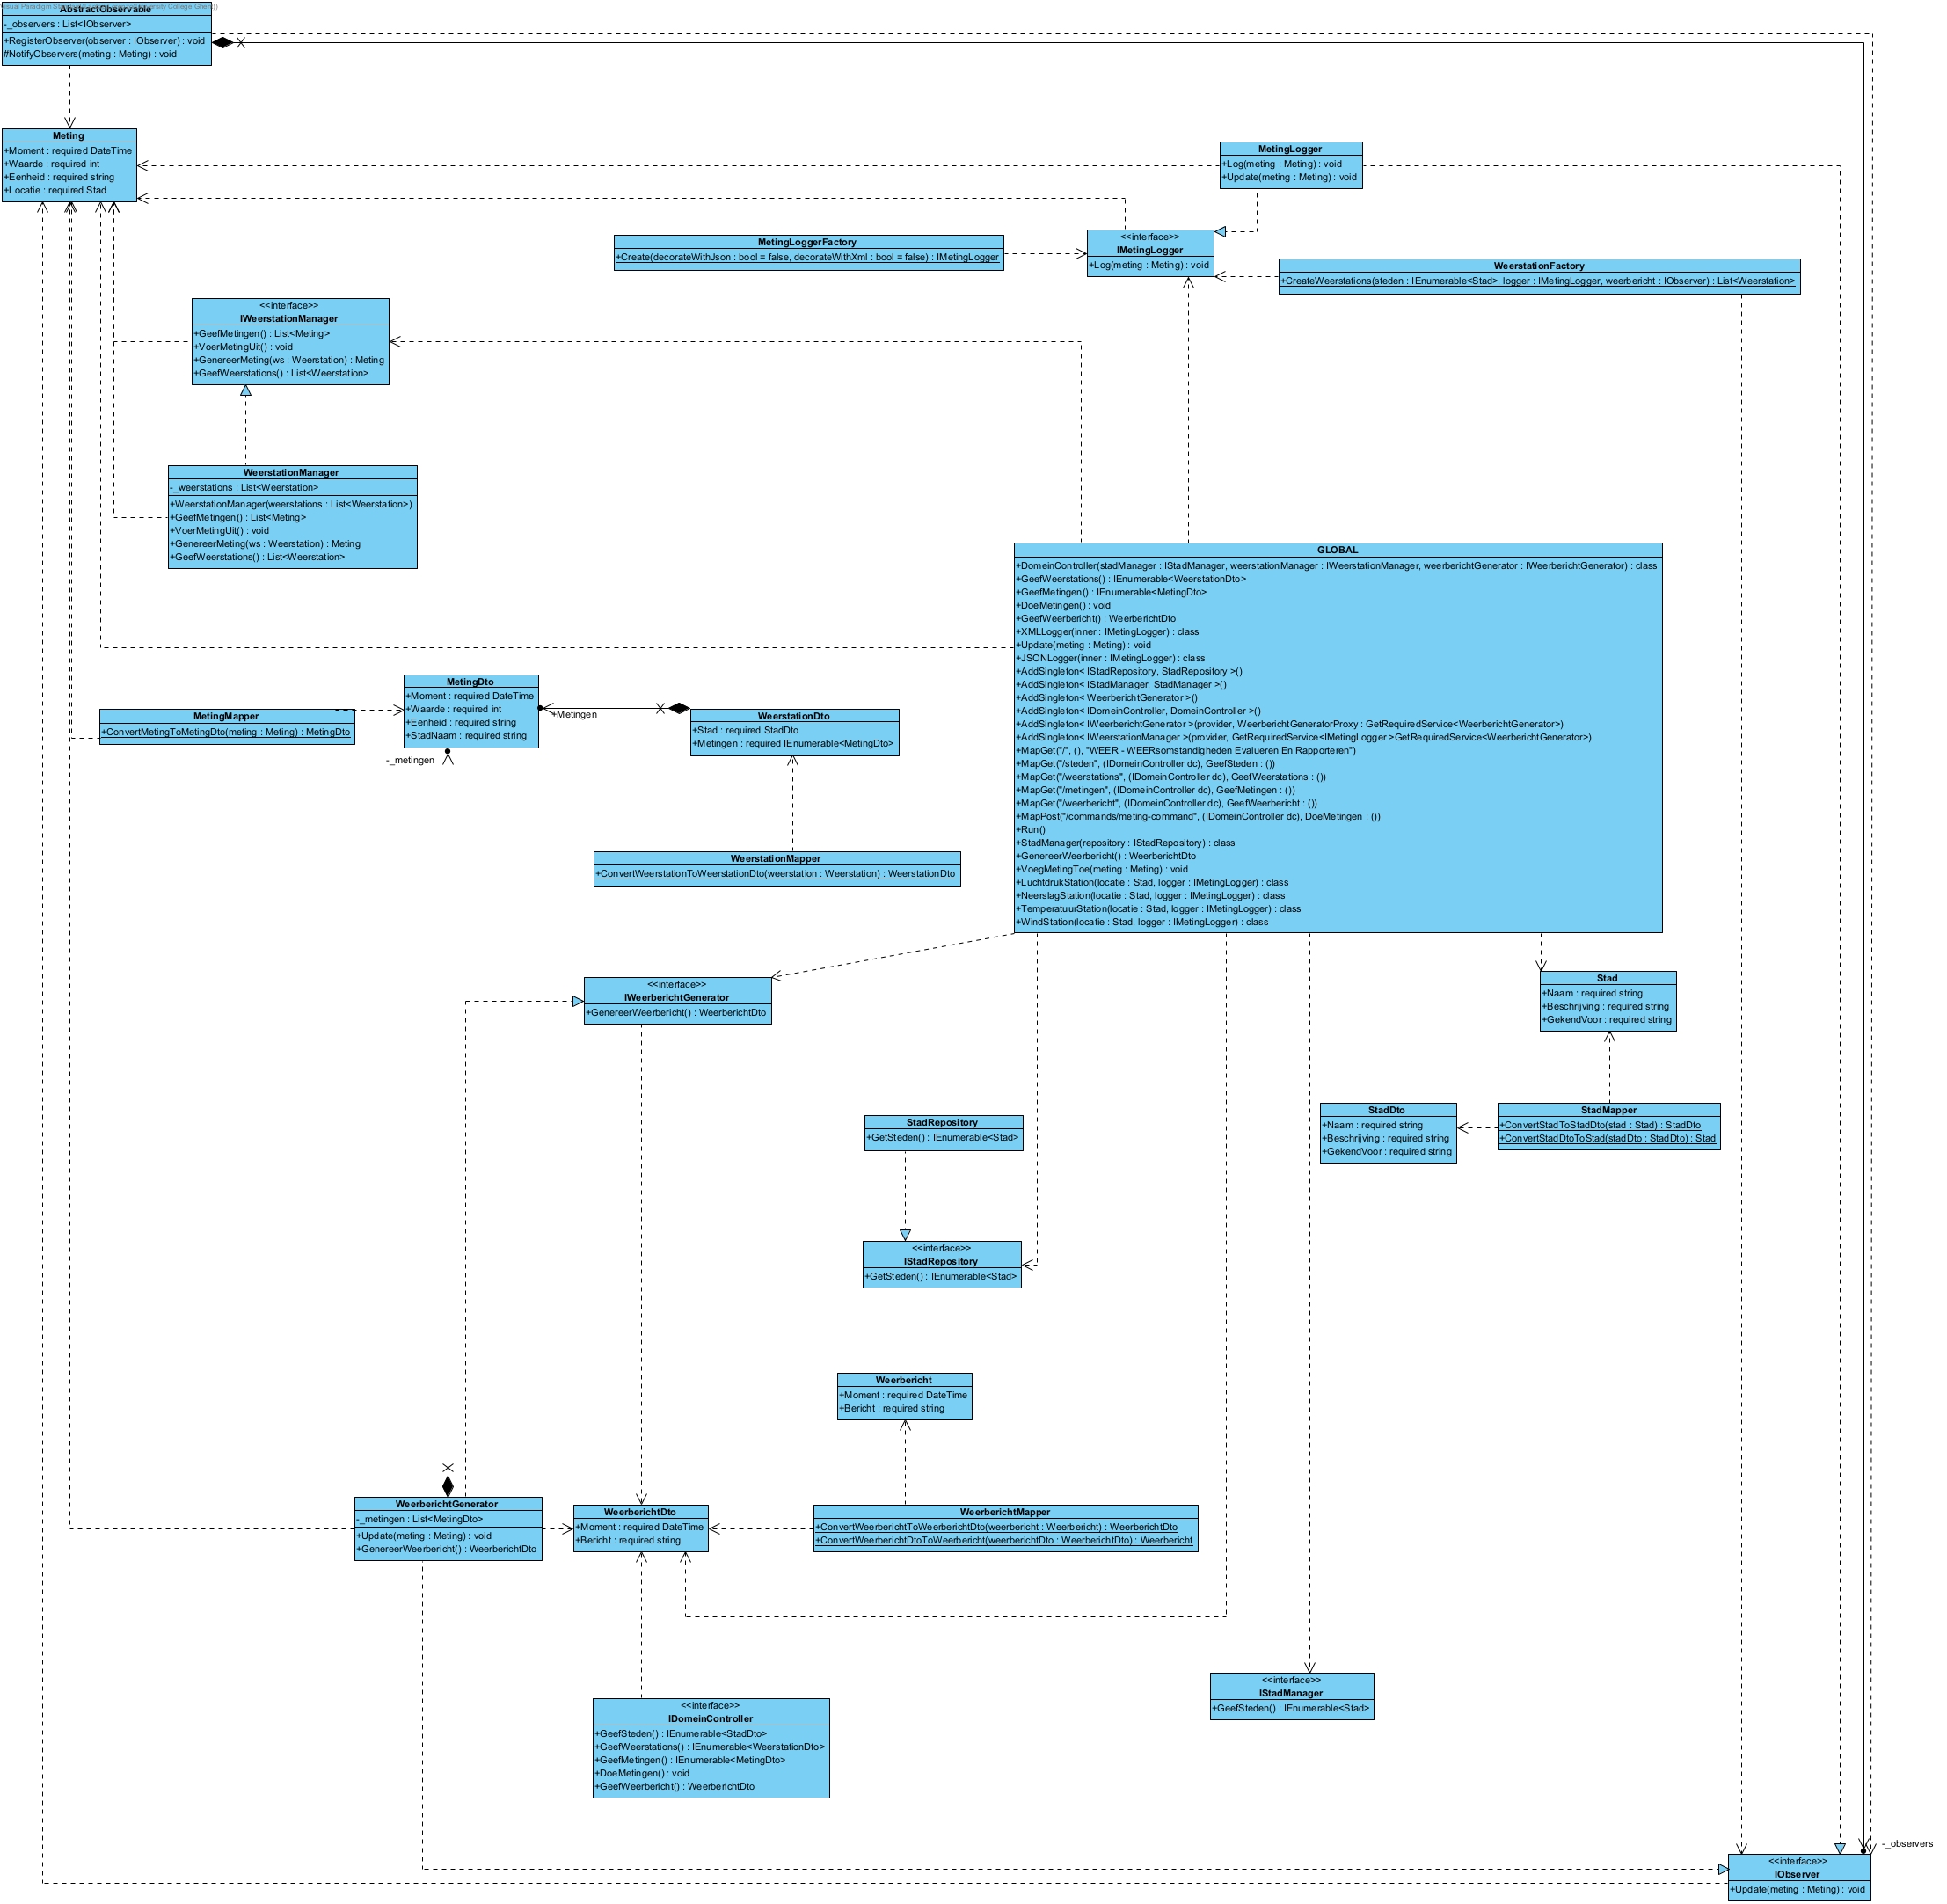 AbstractObservable
-_observers : List<IObserver>
+RegisterObserver(observer : IObserver) : void
#NotifyObservers(meting : Meting) : void
Meting
+Moment : required DateTime
+Waarde : required int
+Eenheid : required string
+Locatie : required Stad
MetingLogger
+Log(meting : Meting) : void
+Update(meting : Meting) : void
MetingLoggerFactory
+Create(decorateWithJson : bool = false, decorateWithXml : bool = false) : IMetingLogger
<<interface>>
IMetingLogger
+Log(meting : Meting) : void
WeerstationFactory
+CreateWeerstations(steden : IEnumerable<Stad>, logger : IMetingLogger, weerbericht : IObserver) : List<Weerstation>
<<interface>>
IWeerstationManager
+GeefMetingen() : List<Meting>
+VoerMetingUit() : void
+GenereerMeting(ws : Weerstation) : Meting
+GeefWeerstations() : List<Weerstation>
WeerstationManager
-_weerstations : List<Weerstation>
+WeerstationManager(weerstations : List<Weerstation>)
+GeefMetingen() : List<Meting>
+VoerMetingUit() : void
+GenereerMeting(ws : Weerstation) : Meting
+GeefWeerstations() : List<Weerstation>
GLOBAL
+DomeinController(stadManager : IStadManager, weerstationManager : IWeerstationManager, weerberichtGenerator : IWeerberichtGenerator) : class
+GeefWeerstations() : IEnumerable<WeerstationDto>
+GeefMetingen() : IEnumerable<MetingDto>
+DoeMetingen() : void
+GeefWeerbericht() : WeerberichtDto
+XMLLogger(inner : IMetingLogger) : class
+Update(meting : Meting) : void
+JSONLogger(inner : IMetingLogger) : class
+AddSingleton< IStadRepository, StadRepository >()
+AddSingleton< IStadManager, StadManager >()
+AddSingleton< WeerberichtGenerator >()
+AddSingleton< IDomeinController, DomeinController >()
+AddSingleton< IWeerberichtGenerator >(provider, WeerberichtGeneratorProxy : GetRequiredService<WeerberichtGenerator>)
+AddSingleton< IWeerstationManager >(provider, GetRequiredService<IMetingLogger >GetRequiredService<WeerberichtGenerator>)
+MapGet("/", (), "WEER - WEERsomstandigheden Evalueren En Rapporteren")
+MapGet("/steden", (IDomeinController dc), GeefSteden : ())
+MapGet("/weerstations", (IDomeinController dc), GeefWeerstations : ())
+MapGet("/metingen", (IDomeinController dc), GeefMetingen : ())
+MapGet("/weerbericht", (IDomeinController dc), GeefWeerbericht : ())
+MapPost("/commands/meting-command", (IDomeinController dc), DoeMetingen : ())
+Run()
+StadManager(repository : IStadRepository) : class
+GenereerWeerbericht() : WeerberichtDto
+VoegMetingToe(meting : Meting) : void
+LuchtdrukStation(locatie : Stad, logger : IMetingLogger) : class
+NeerslagStation(locatie : Stad, logger : IMetingLogger) : class
+TemperatuurStation(locatie : Stad, logger : IMetingLogger) : class
+WindStation(locatie : Stad, logger : IMetingLogger) : class
MetingDto
+Moment : required DateTime
+Waarde : required int
+Eenheid : required string
+StadNaam : required string
+Metingen
-_metingen
MetingMapper
+ConvertMetingToMetingDto(meting : Meting) : MetingDto
WeerstationDto
+Stad : required StadDto
+Metingen : required IEnumerable<MetingDto>
WeerstationMapper
+ConvertWeerstationToWeerstationDto(weerstation : Weerstation) : WeerstationDto
<<interface>>
IWeerberichtGenerator
+GenereerWeerbericht() : WeerberichtDto
Stad
+Naam : required string
+Beschrijving : required string
+GekendVoor : required string
StadRepository
+GetSteden() : IEnumerable<Stad>
StadDto
+Naam : required string
+Beschrijving : required string
+GekendVoor : required string
StadMapper
+ConvertStadToStadDto(stad : Stad) : StadDto
+ConvertStadDtoToStad(stadDto : StadDto) : Stad
<<interface>>
IStadRepository
+GetSteden() : IEnumerable<Stad>
Weerbericht
+Moment : required DateTime
+Bericht : required string
WeerberichtGenerator
-_metingen : List<MetingDto>
+Update(meting : Meting) : void
+GenereerWeerbericht() : WeerberichtDto
WeerberichtDto
+Moment : required DateTime
+Bericht : required string
WeerberichtMapper
+ConvertWeerberichtToWeerberichtDto(weerbericht : Weerbericht) : WeerberichtDto
+ConvertWeerberichtDtoToWeerbericht(weerberichtDto : WeerberichtDto) : Weerbericht
<<interface>>
IStadManager
+GeefSteden() : IEnumerable<Stad>
<<interface>>
IDomeinController
+GeefSteden() : IEnumerable<StadDto>
+GeefWeerstations() : IEnumerable<WeerstationDto>
+GeefMetingen() : IEnumerable<MetingDto>
+DoeMetingen() : void
+GeefWeerbericht() : WeerberichtDto
-_observers
<<interface>>
IObserver
+Update(meting : Meting) : void